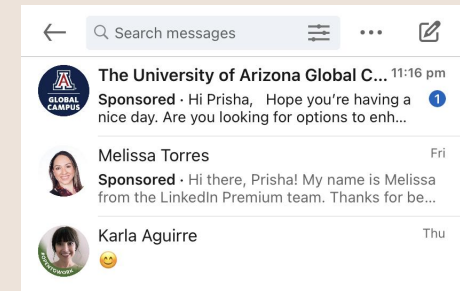 Search messages
The University of Arizona Global C... 11:16 pm
Sponsored · Hi Prisha,   Hope you're having a 1
nice day. Are you looking for options to enh...
A
GLOBAL
CAMPUS
Melissa Torres Fri
Sponsored · Hi there, Prisha! My name is Melissa
from the LinkedIn Premium team. Thanks for be...
Karla Aguirre Thu
😊
#OPENTOWORK